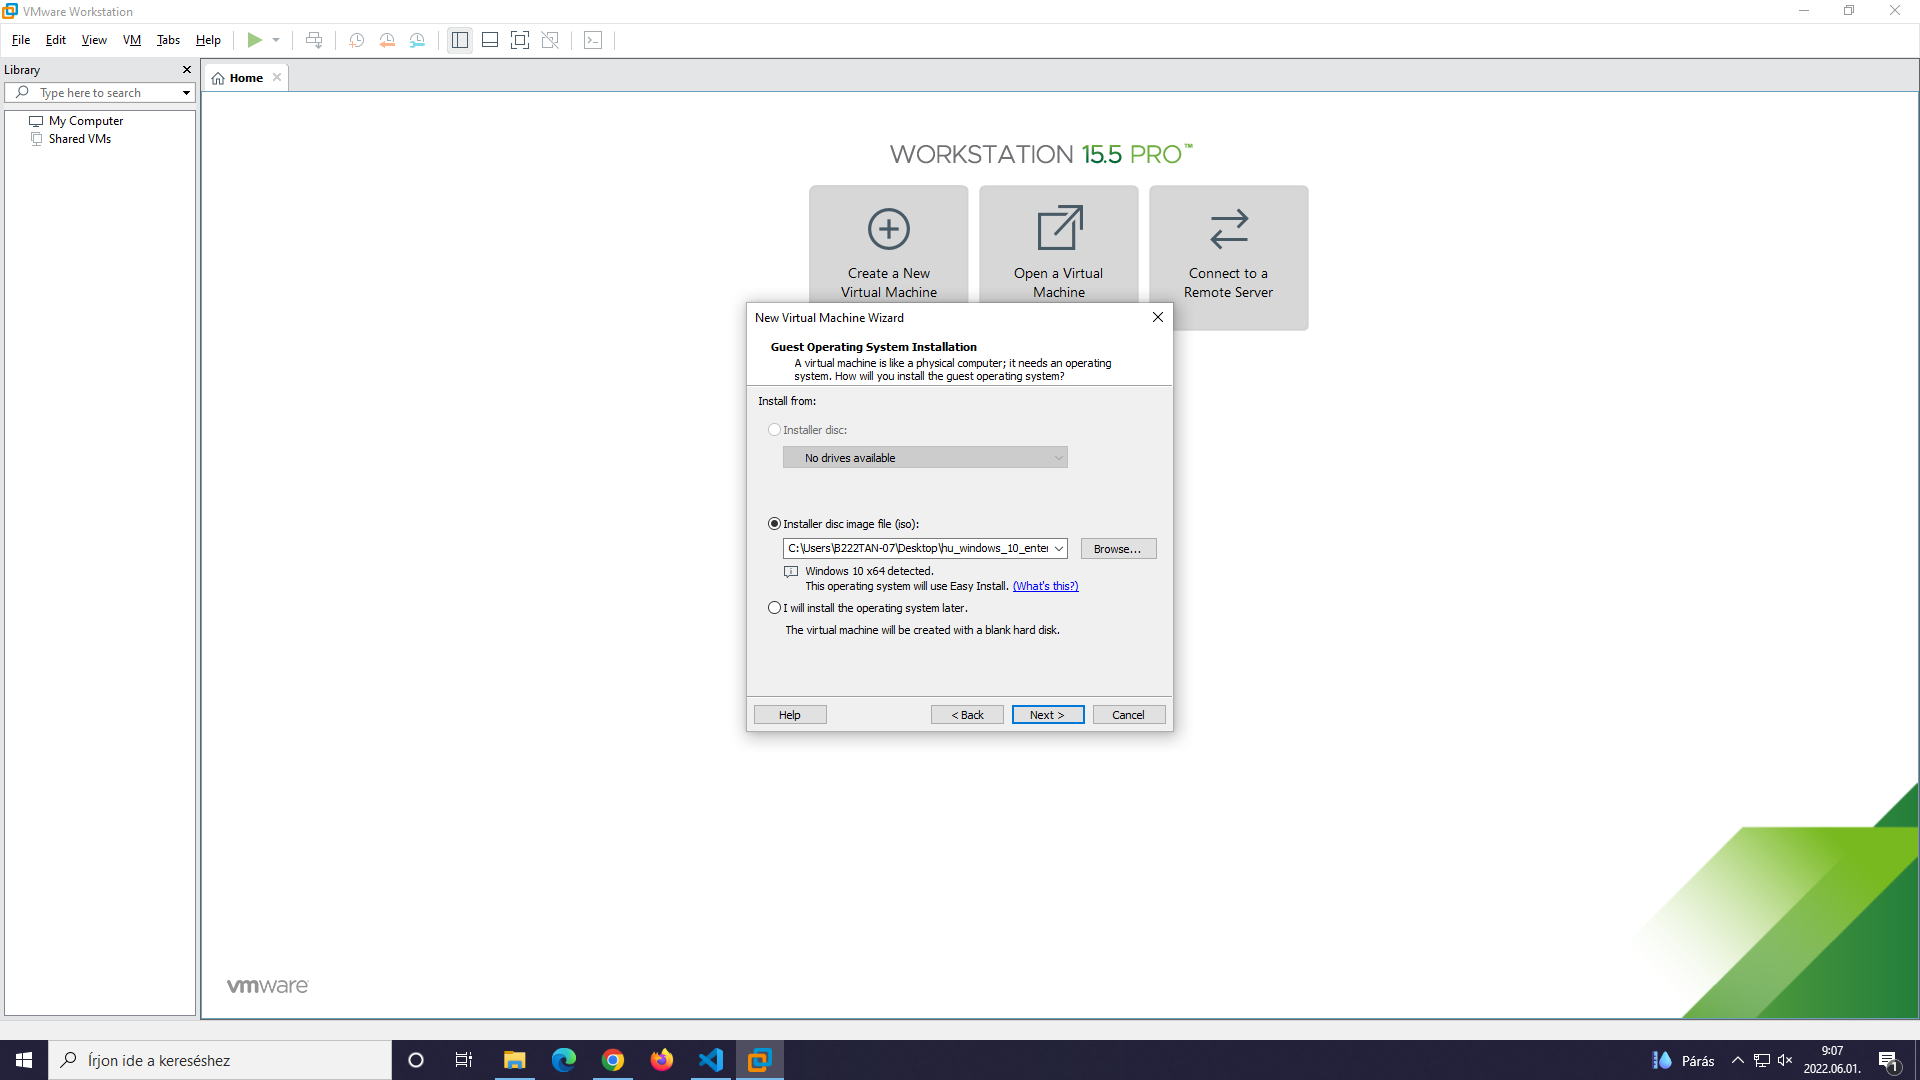 VMware Workstation
File Edit View VM Tabs Help
Library
Type here to search
My Computer
Shared VMs
Home
WORKSTATION 15.5 PRO™
Create a New
Virtual Machine
Open a Virtual
Machine
Connect to a
Remote Server
New Virtual Machine Wizard
Guest Operating System Installation
A virtual machine is like a physical computer; it needs an operating
system. How will you install the guest operating system?
Install from:
Installer disc:
No drives available
Installer disc image file (iso):
C:\Users\B222TAN-07\Desktop\hu_windows_10_enter
Browse...
Windows 10 x64 detected.
This operating system will use Easy Install. (What's this?)
I will install the operating system later.
The virtual machine will be created with a blank hard disk.
Help < Back Next > Cancel
vmware
Írjon ide a kereséshez
Párás
9:07
2022.06.01.
1